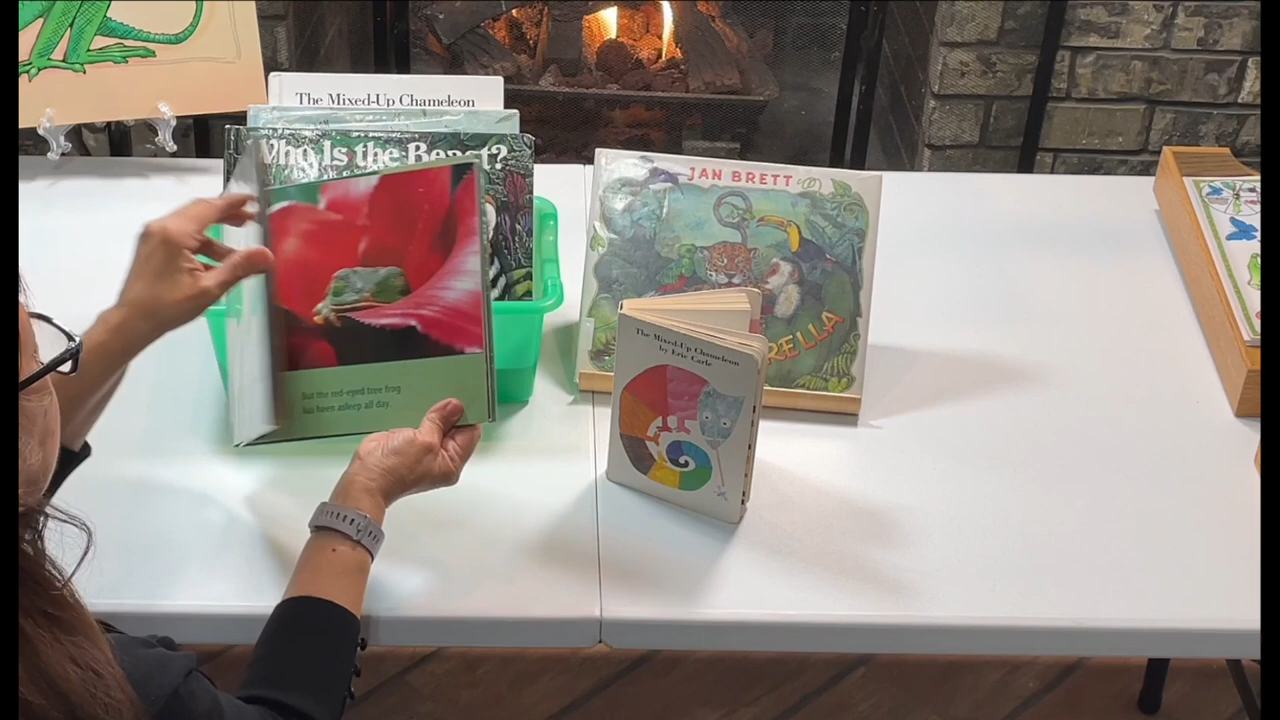 The Mixed-Up Chameleon
Who Is the Beast?
But the red-eyed tree frog
has been asleep all day.
JAN BRETT
RELLA
The Mixed-Up Chameleon
by Eric Carle